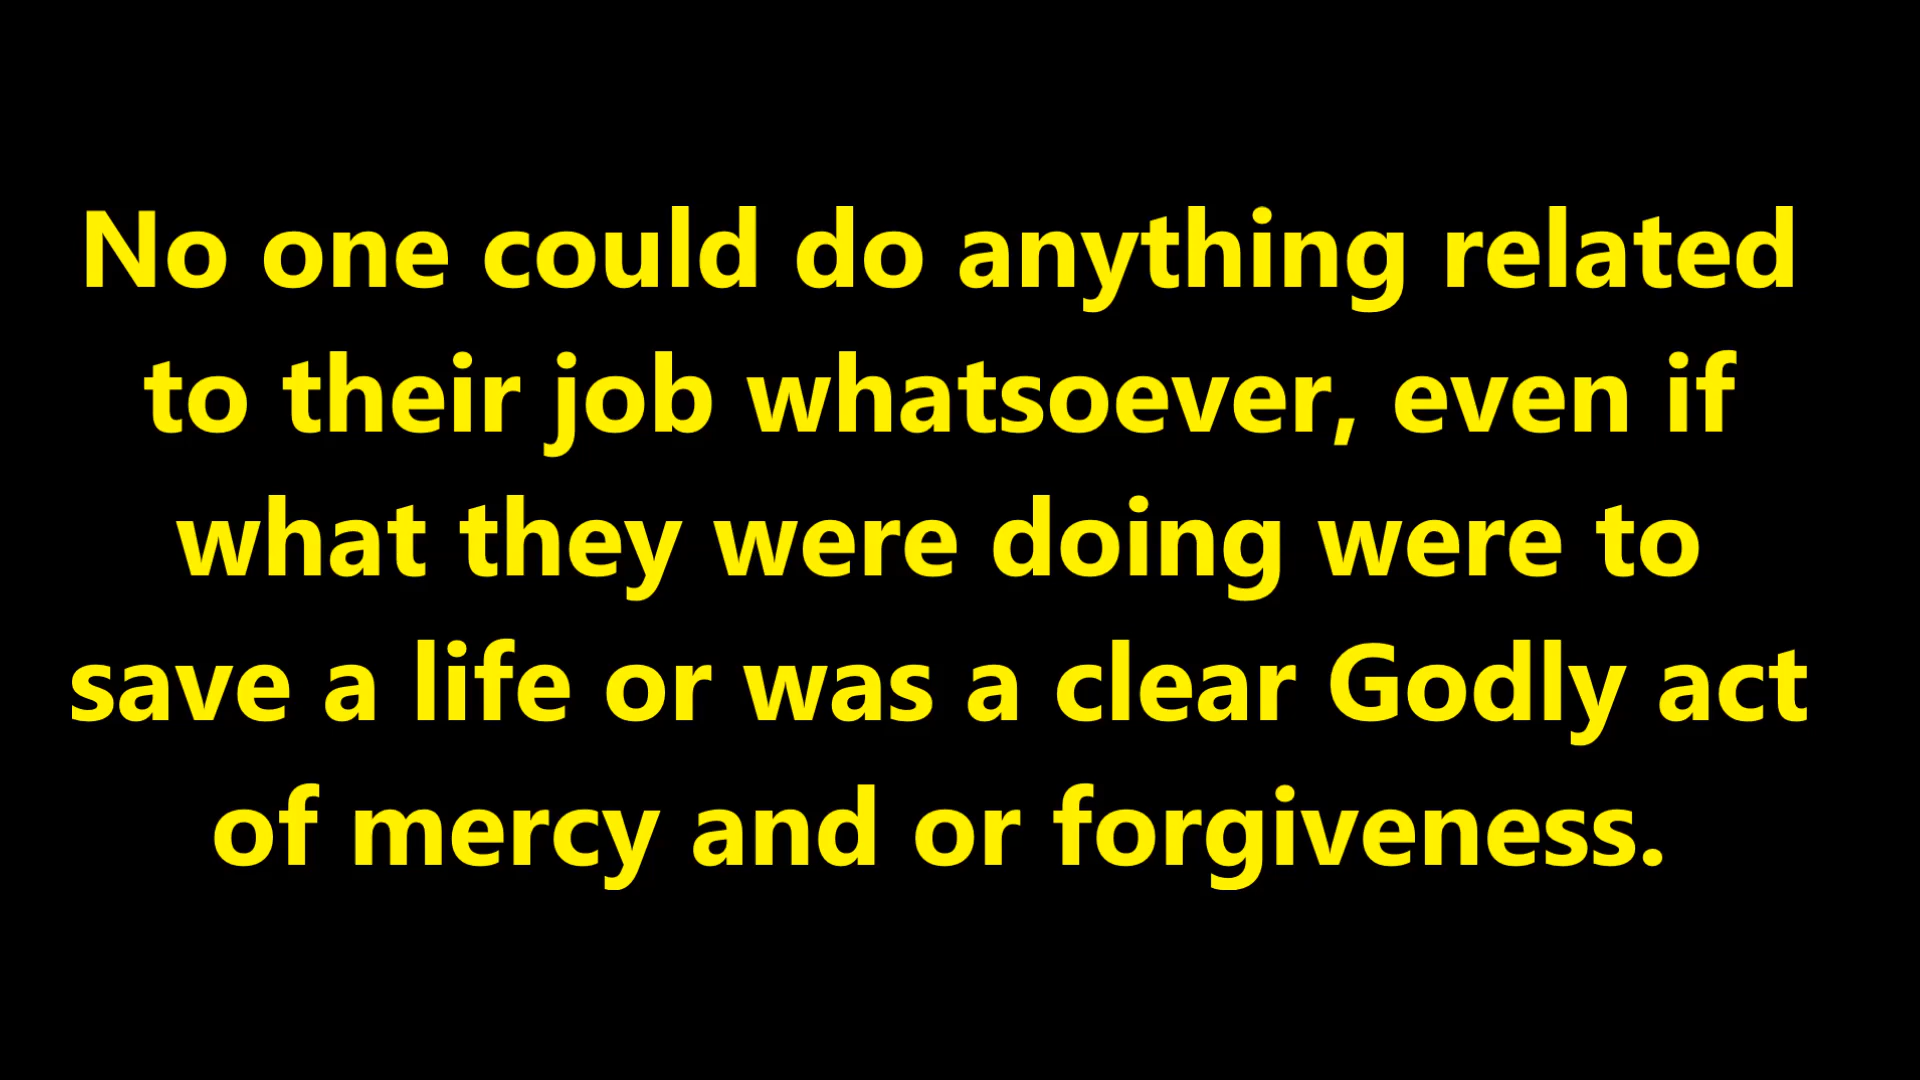 No one could do anything related
to their job whatsoever, even if
what they were doing were to
save a life or was a clear Godly act
of mercy and or forgiveness.